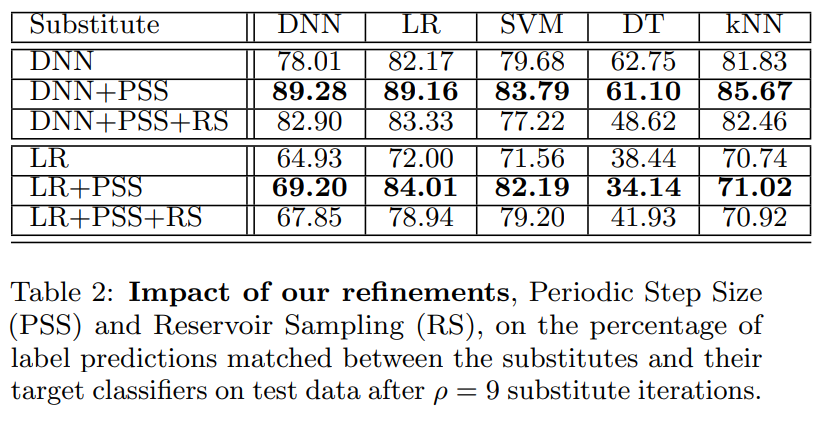 Substitute DNN LR SVM DT kNN
DNN 78.01 82.17 79.68 62.75 81.83
DNN+PSS 89.28 89.16 83.79 61.10 85.67
DNN+PSS+RS 82.90 83.33 77.22 48.62 82.46
LR 64.93 72.00 71.56 38.44 70.74
LR+PSS 69.20 84.01 82.19 34.14 71.02
LR+PSS+RS 67.85 78.94 79.20 41.93 70.92
Table 2: Impact of our refinements, Periodic Step Size
(PSS) and Reservoir Sampling (RS), on the percentage of
label predictions matched between the substitutes and their
target classifiers on test data after ρ = 9 substitute iterations.